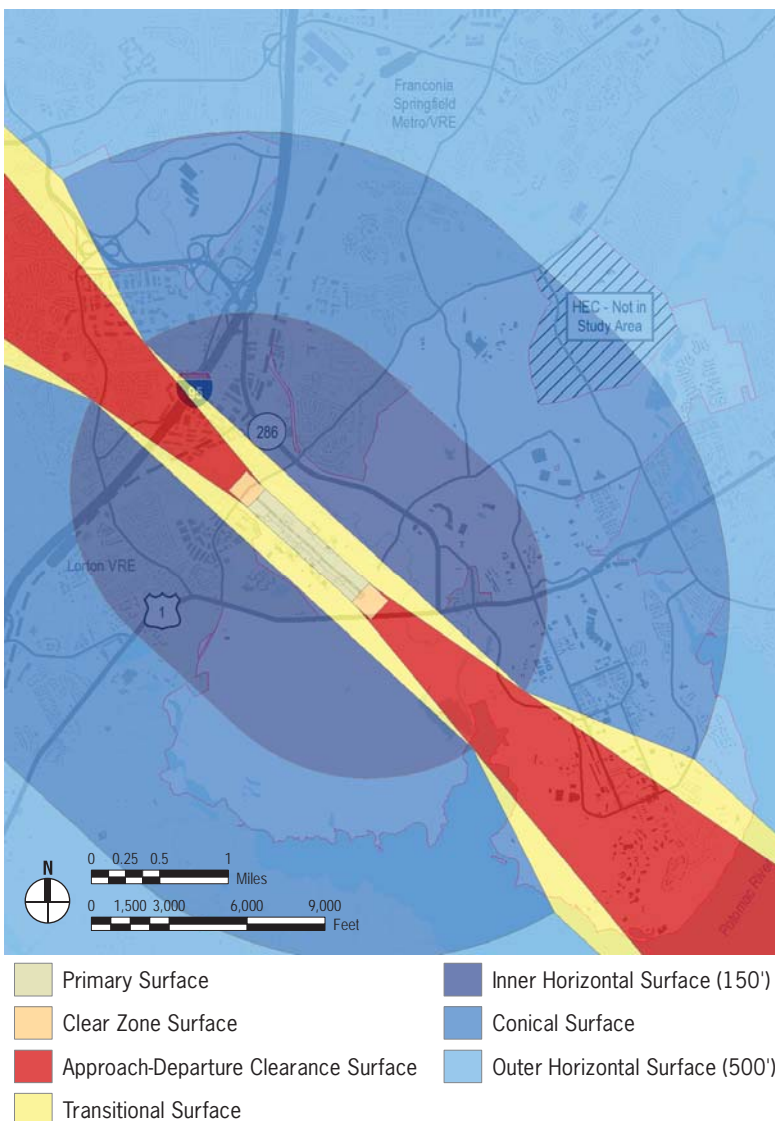 Franconia
Springfield
Metro/VRE
HEC - Not in
Study Area
95
286
Lorton VRE
1
N
0 0.25 0.5 1
Miles
0 1,500 3,000 6,000 9,000
Feet
Potomac River
Primary Surface
Clear Zone Surface
Approach-Departure Clearance Surface
Transitional Surface
Inner Horizontal Surface (150')
Conical Surface
Outer Horizontal Surface (500')